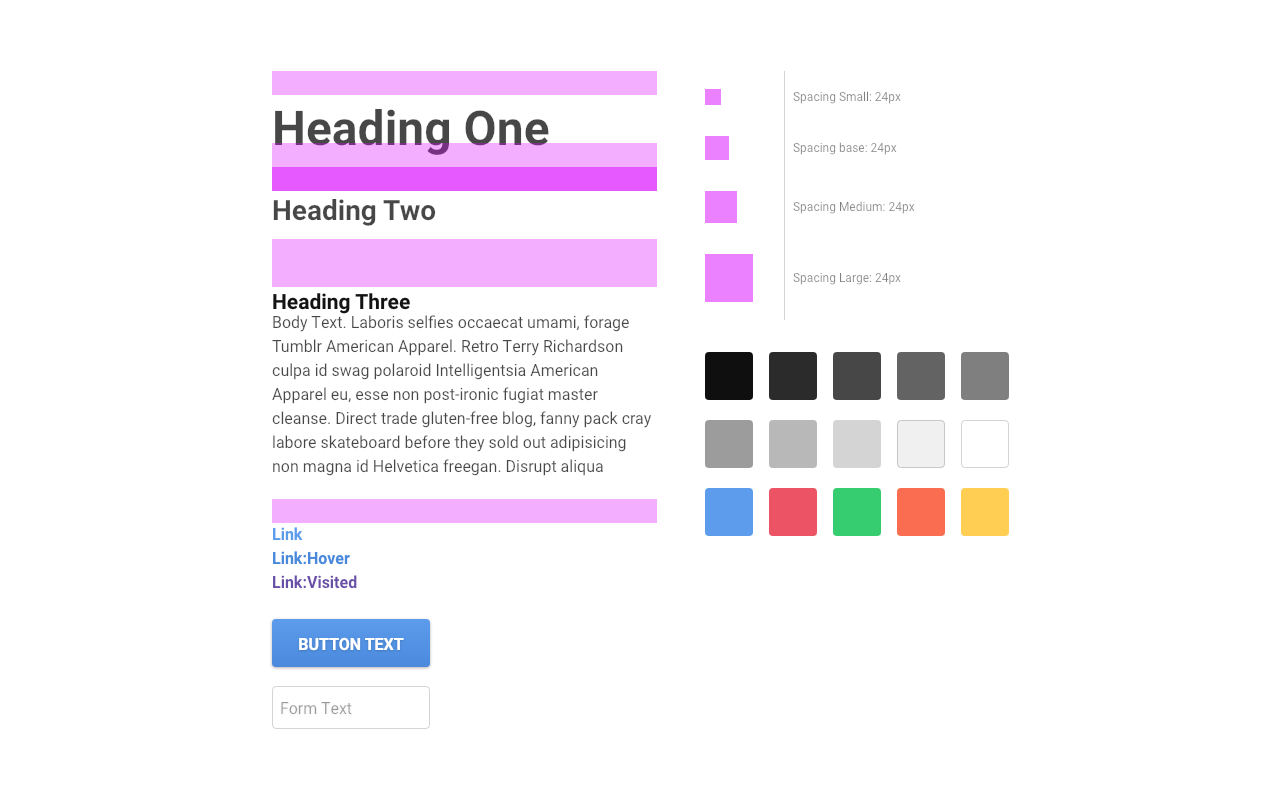 Heading One
Heading Two
Heading Three
Body Text. Laboris selfies occaecat umami, forage
Tumblr American Apparel. Retro Terry Richardson
culpa id swag polaroid Intelligentsia American
Apparel eu, esse non post-ironic fugiat master
cleanse. Direct trade gluten-free blog, fanny pack cray
labore skateboard before they sold out adipisicing
non magna id Helvetica freegan. Disrupt aliqua
Link
Link:Hover
Link:Visited
BUTTON TEXT
Form Text
Spacing Small: 24px
Spacing base: 24px
Spacing Medium: 24px
Spacing Large: 24px